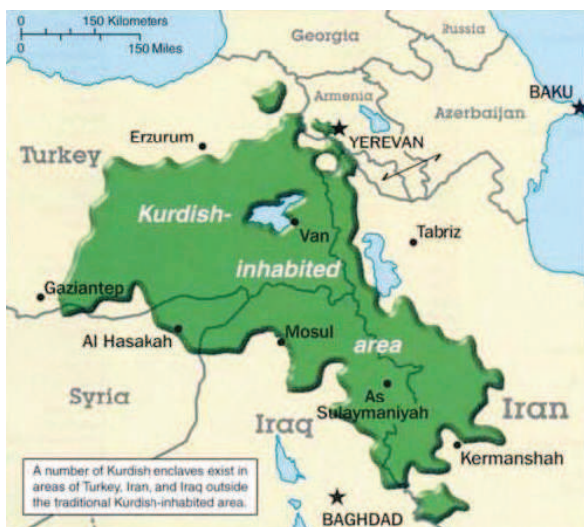 0 150 Kilometers
0 150 Miles
Georgia
Russia
BAKU
Armenia
Azerbaijan
Erzurum
YEREVAN
Turkey
Kurdish-
Van
Tabriz
inhabited
Gaziantep
Al Hasakah
Mosul
area
Syria
As
Sulaymaniyah
Iran
Iraq
Kermanshah
A number of Kurdish enclaves exist in
areas of Turkey, Iran, and Iraq outside
the traditional Kurdish-inhabited area.
BAGHDAD